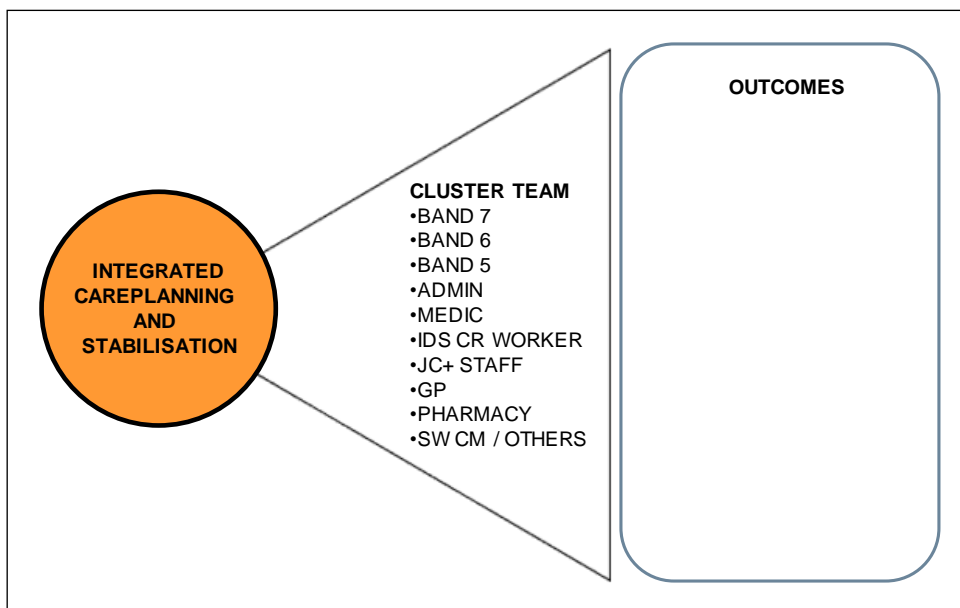 INTEGRATED
CAREPLANNING
AND
STABILISATION
CLUSTER TEAM
•BAND 7
•BAND 6
•BAND 5
•ADMIN
•MEDIC
•IDS CR WORKER
•JC+ STAFF
•GP
•PHARMACY
•SW CM / OTHERS
OUTCOMES